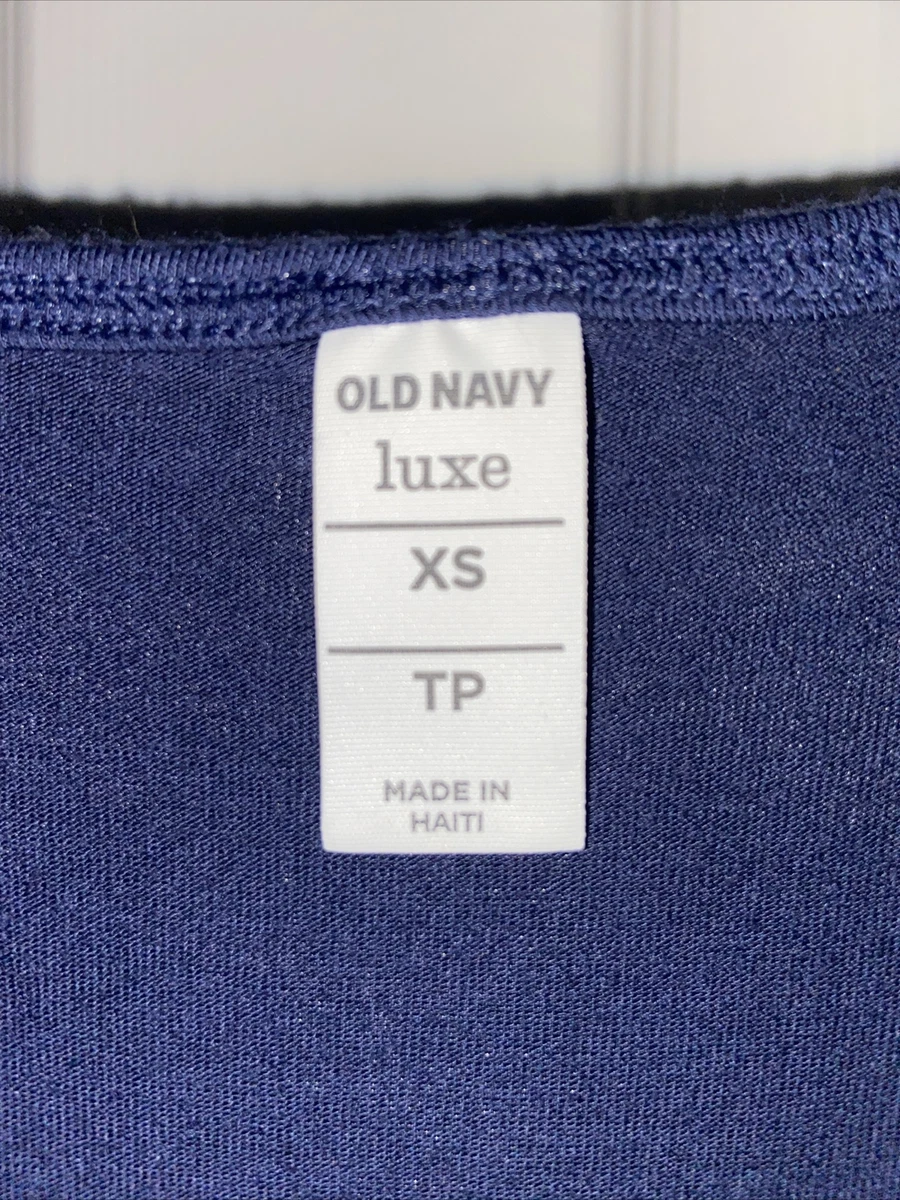 OLD NAVY
luxe
XS
TP
MADE IN
HAITI